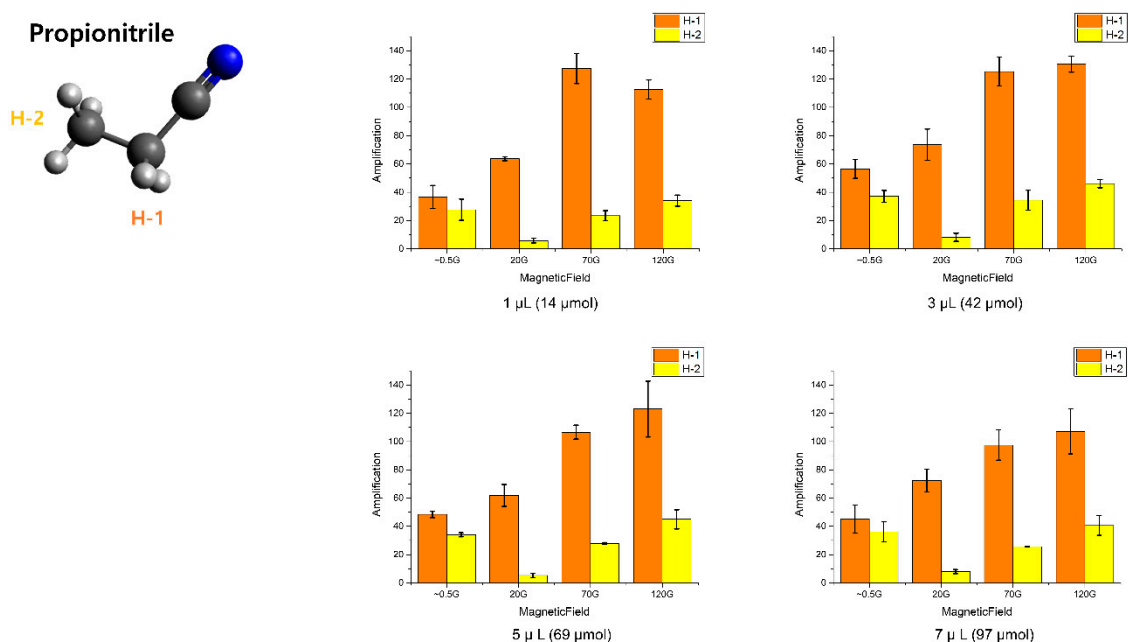 Propionitrile
H-2
H-1
H-1
H-2
140
120
100
80
60
40
20
0
Amplification
~0.5G 20G 70G 120G
MagneticField
1 µL (14 µmol)
H-1
H-2
140
120
100
80
60
40
20
0
Amplification
~0.5G 20G 70G 120G
MagneticField
3 µL (42 µmol)
H-1
H-2
140
120
100
80
60
40
20
0
Amplification
~0.5G 20G 70G 120G
MagneticField
5 µ L (69 µmol)
H-1
H-2
140
120
100
80
60
40
20
0
Amplification
~0.5G 20G 70G 120G
MagneticField
7 µ L (97 µmol)